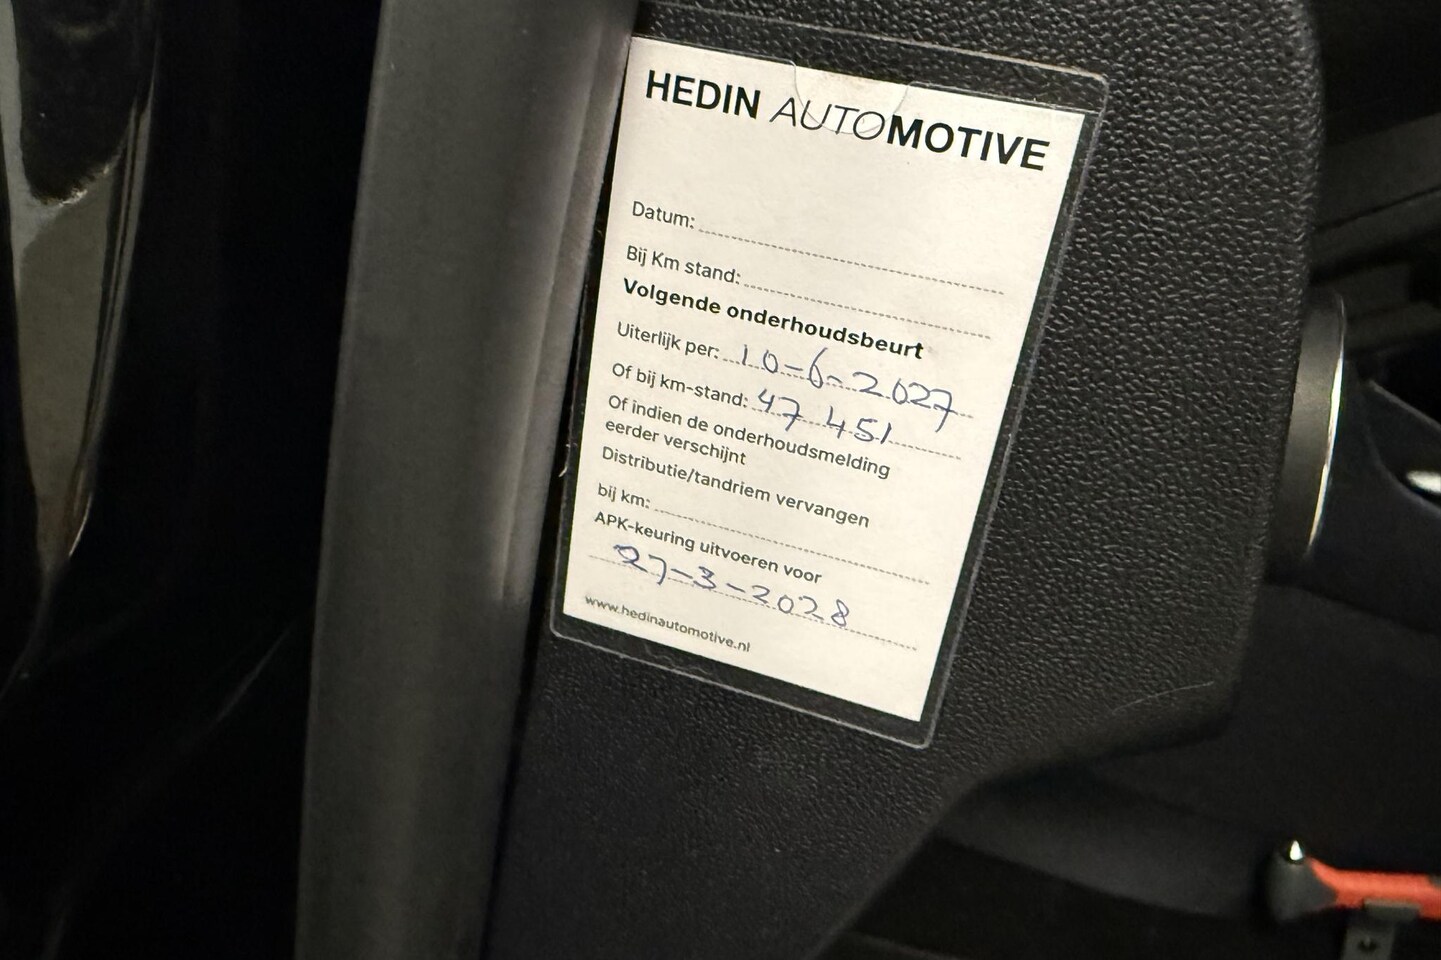 HEDIN AUTOMOTIVE
Datum:
Bij Km stand:
Volgende onderhoudsbeurt
Uiterlijk per: 10-6-2027
Of bij km-stand: 47 451
Of indien de onderhoudsmelding
eerder verschijnt
Distributie/tandriem vervangen
bij km:
APK-keuring uitvoeren voor
27-3-2028
www.hedinautomotive.nl